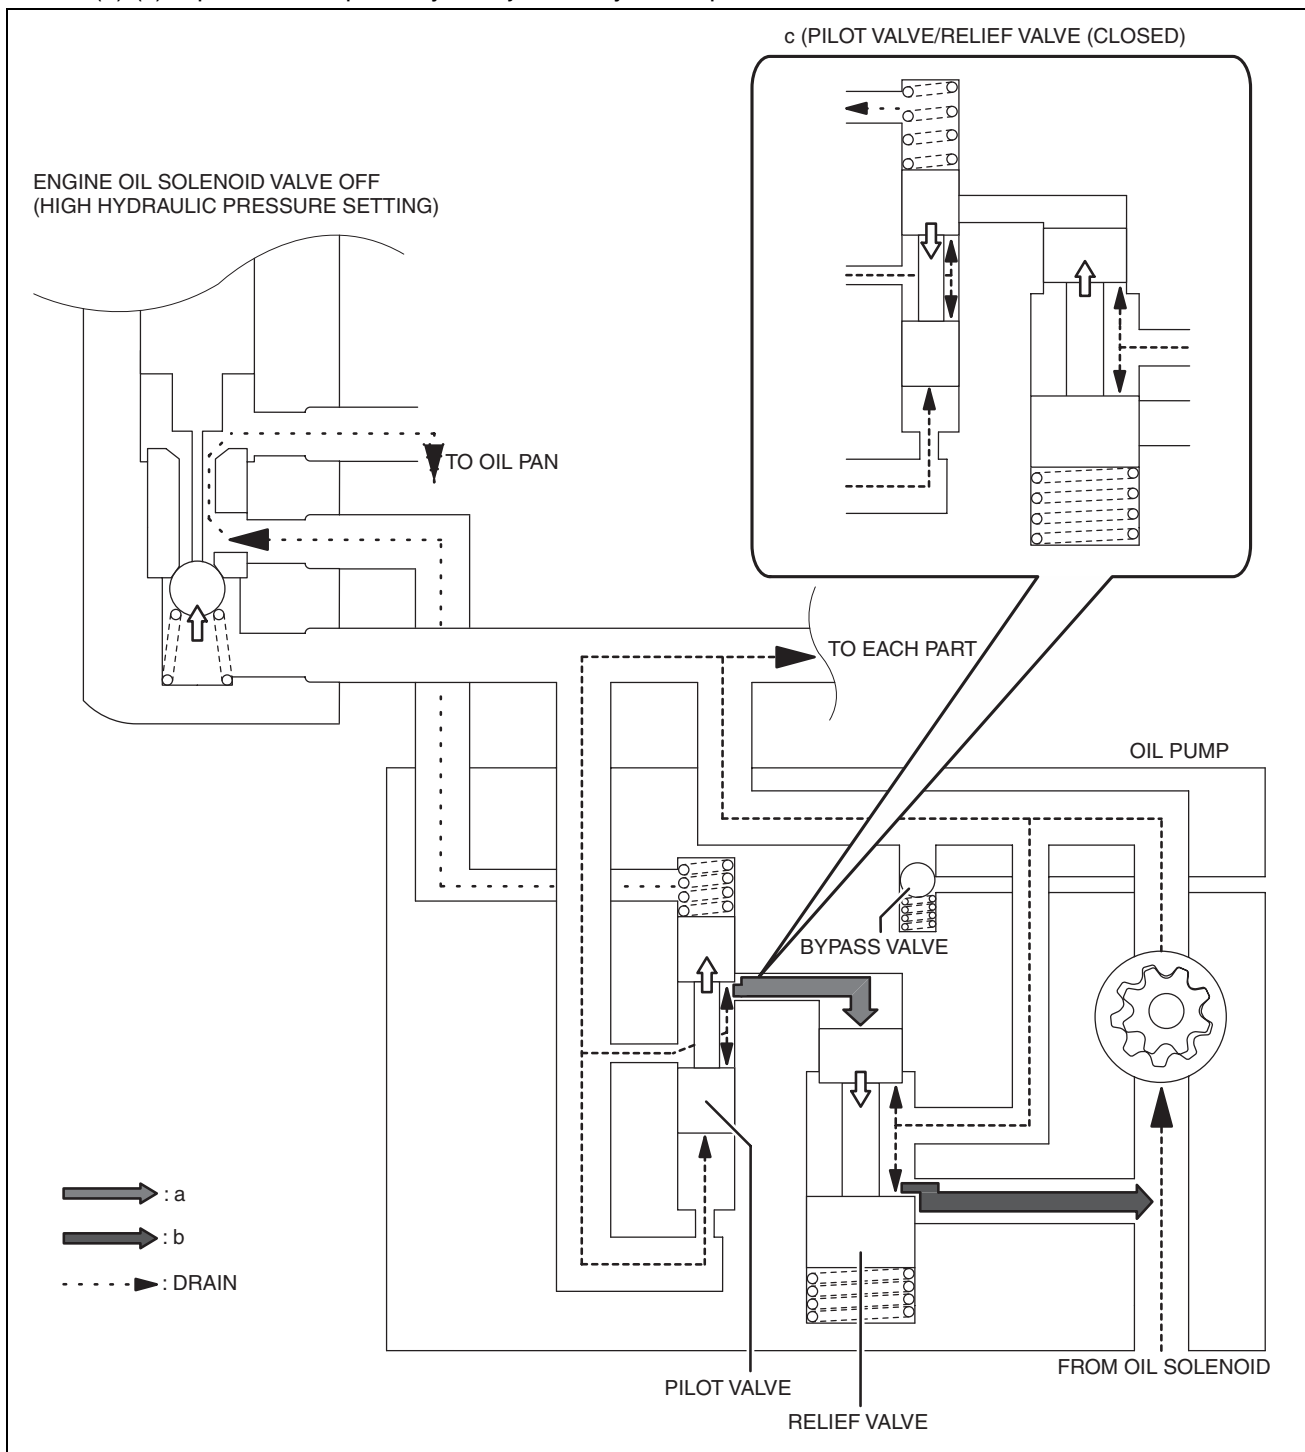 c (PILOT VALVE/RELIEF VALVE (CLOSED)
ENGINE OIL SOLENOID VALVE OFF
(HIGH HYDRAULIC PRESSURE SETTING)
TO OIL PAN
TO EACH PART
OIL PUMP
BYPASS VALVE
: a
: b
: DRAIN
FROM OIL SOLENOID
PILOT VALVE
RELIEF VALVE